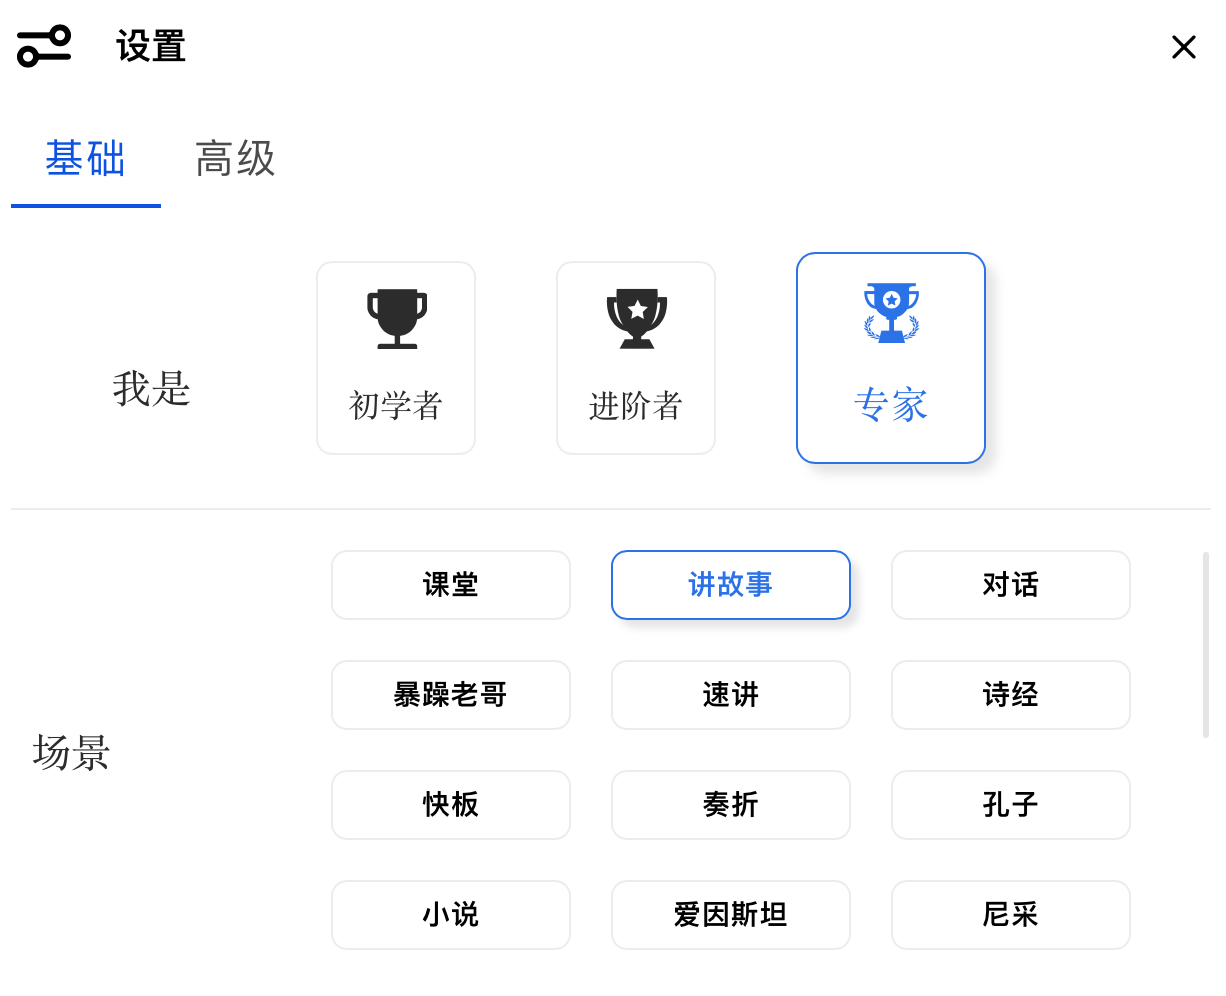 设置
基础 高级
我是
初学者 进阶者 专家
场景
课堂 讲故事 对话
暴躁老哥 速讲 诗经
快板 奏折 孔子
小说 爱因斯坦 尼采